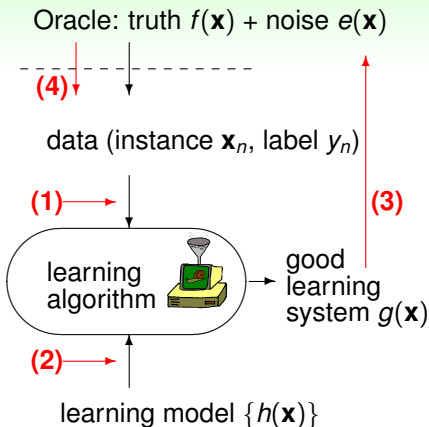 Oracle: truth f(x) + noise e(x)
(4)
data (instance xₙ, label yₙ)
(1)
(3)
learning
algorithm
good
learning
system g(x)
(2)
learning model {h(x)}